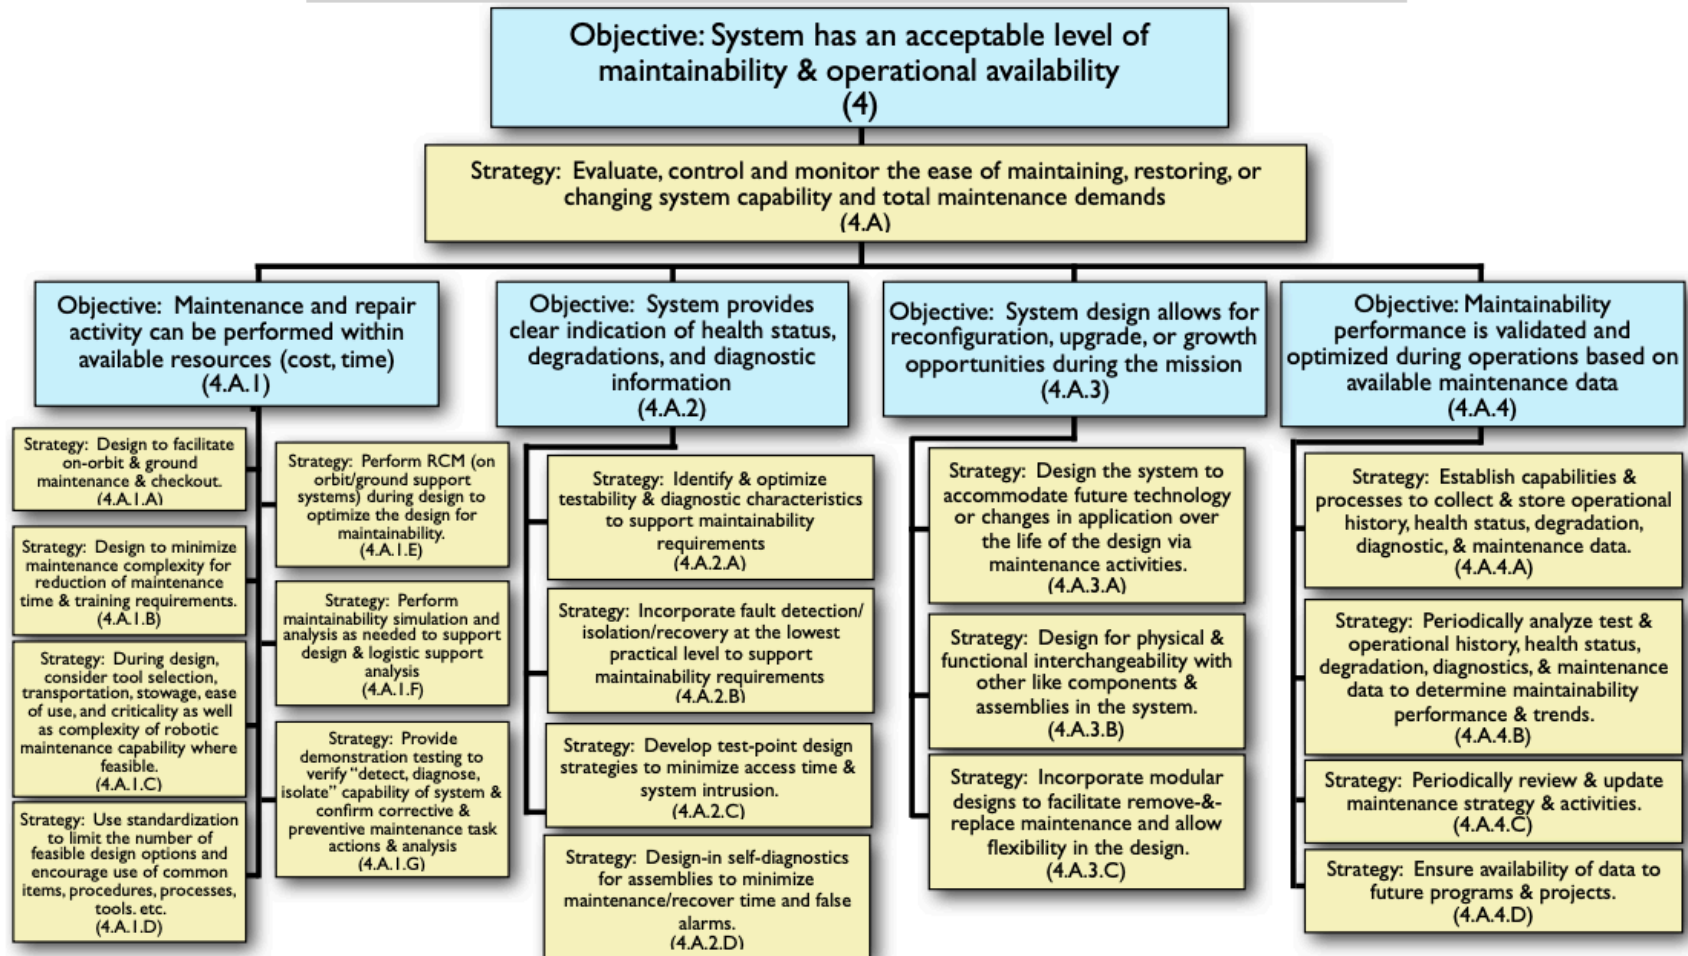 Objective: System has an acceptable level of
maintainability & operational availability
(4)
Strategy: Evaluate, control and monitor the ease of maintaining, restoring, or
changing system capability and total maintenance demands
(4.A)
Objective: Maintenance and repair
activity can be performed within
available resources (cost, time)
(4.A.1)
Strategy: Design to facilitate
on-orbit & ground
maintenance & checkout.
(4.A.1.A)
Strategy: Design to minimize
maintenance complexity for
reduction of maintenance
time & training requirements.
(4.A.1.B)
Strategy: During design,
consider tool selection,
transportation, stowage, ease
of use, and criticality as well
as complexity of robotic
maintenance capability where
feasible.
(4.A.1.C)
Strategy: Use standardization
to limit the number of
feasible design options and
encourage use of common
items, procedures, processes,
tools. etc.
(4.A.1.D)
Strategy: Perform RCM (on
orbit/ground support
systems) during design to
optimize the design for
maintainability.
(4.A.1.E)
Strategy: Perform
maintainability simulation and
analysis as needed to support
design & logistic support
analysis
(4.A.1.F)
Strategy: Provide
demonstration testing to
verify “detect, diagnose,
isolate” capability of system &
confirm corrective &
preventive maintenance task
actions & analysis
(4.A.1.G)
Objective: System provides
clear indication of health status,
degradations, and diagnostic
information
(4.A.2)
Strategy: Identify & optimize
testability & diagnostic characteristics
to support maintainability
requirements
(4.A.2.A)
Strategy: Incorporate fault detection/
isolation/recovery at the lowest
practical level to support
maintainability requirements
(4.A.2.B)
Strategy: Develop test-point design
strategies to minimize access time &
system intrusion.
(4.A.2.C)
Strategy: Design-in self-diagnostics
for assemblies to minimize
maintenance/recover time and false
alarms.
(4.A.2.D)
Objective: System design allows for
reconfiguration, upgrade, or growth
opportunities during the mission
(4.A.3)
Strategy: Design the system to
accommodate future technology
or changes in application over
the life of the design via
maintenance activities.
(4.A.3.A)
Strategy: Design for physical &
functional interchangeability with
other like components &
assemblies in the system.
(4.A.3.B)
Strategy: Incorporate modular
designs to facilitate remove-&-
replace maintenance and allow
flexibility in the design.
(4.A.3.C)
Objective: Maintainability
performance is validated and
optimized during operations based on
available maintenance data
(4.A.4)
Strategy: Establish capabilities &
processes to collect & store operational
history, health status, degradation,
diagnostic, & maintenance data.
(4.A.4.A)
Strategy: Periodically analyze test &
operational history, health status,
degradation, diagnostics, & maintenance
data to determine maintainability
performance & trends.
(4.A.4.B)
Strategy: Periodically review & update
maintenance strategy & activities.
(4.A.4.C)
Strategy: Ensure availability of data to
future programs & projects.
(4.A.4.D)